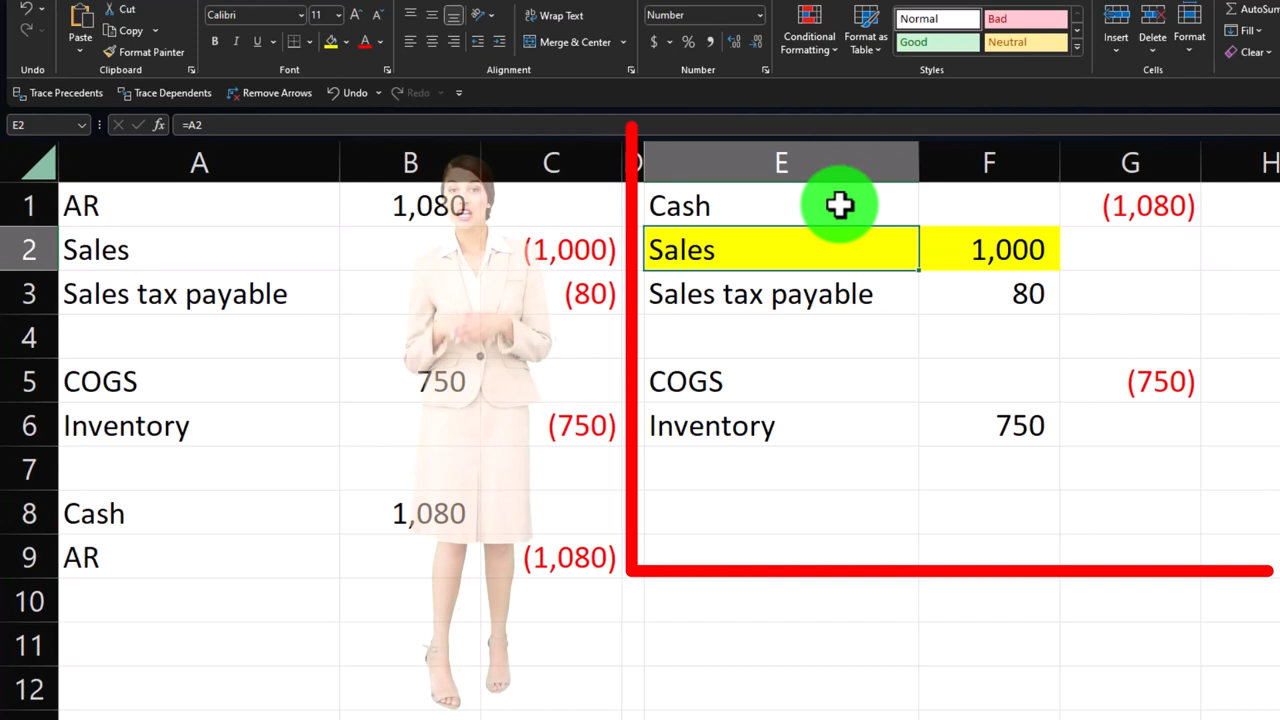 Cut
Calibri 11 Wrap Text Number Normal Bad AutoSum
Paste Copy Conditional Format as Good Neutral Insert Delete Format Fill
Format Painter B I U Merge & Center $ % Formatting Table Clear
Undo Clipboard Font Alignment Number Styles Cells
Trace Precedents Trace Dependents Remove Arrows Undo Redo
E2 fx =A2
A B C D E F G H
1 AR 1,080 Cash (1,080)
2 Sales (1,000) Sales 1,000
3 Sales tax payable (80) Sales tax payable 80
4
5 COGS 750 COGS (750)
6 Inventory (750) Inventory 750
7
8 Cash 1,080
9 AR (1,080)
10
11
12